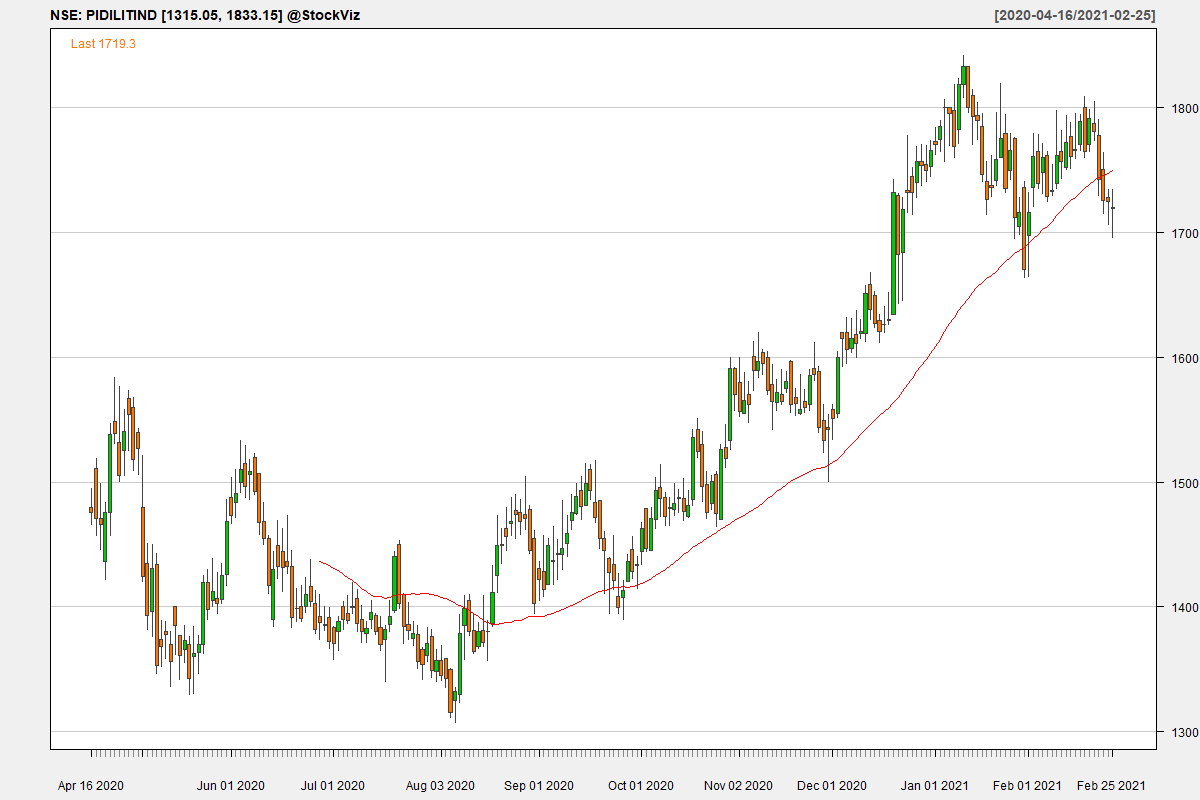 NSE: PIDILITIND [1315.05, 1833.15] @StockViz
[2020-04-16/2021-02-25]
Last 1719.3
1800
1700
1600
1500
1400
1300
Apr 16 2020
Jun 01 2020
Jul 01 2020
Aug 03 2020
Sep 01 2020
Oct 01 2020
Nov 02 2020
Dec 01 2020
Jan 01 2021
Feb 01 2021
Feb 25 2021